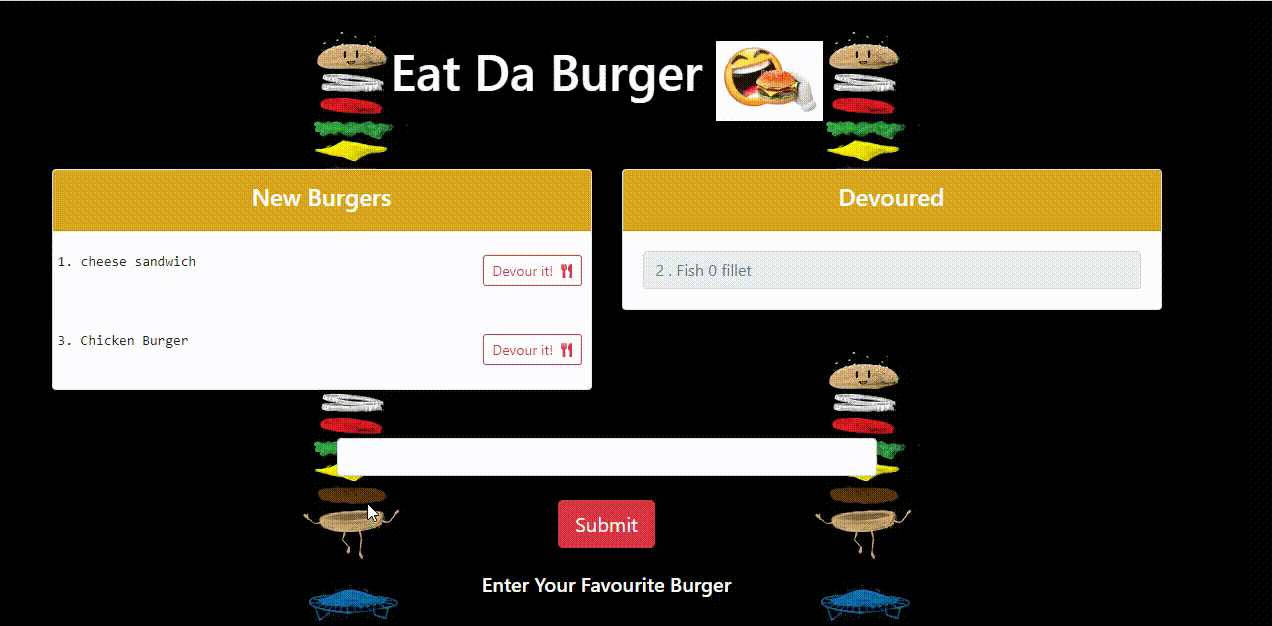 Eat Da Burger
New Burgers
1. cheese sandwich
Devour it!
3. Chicken Burger
Devour it!
Devoured
2 . Fish 0 fillet
Submit
Enter Your Favourite Burger